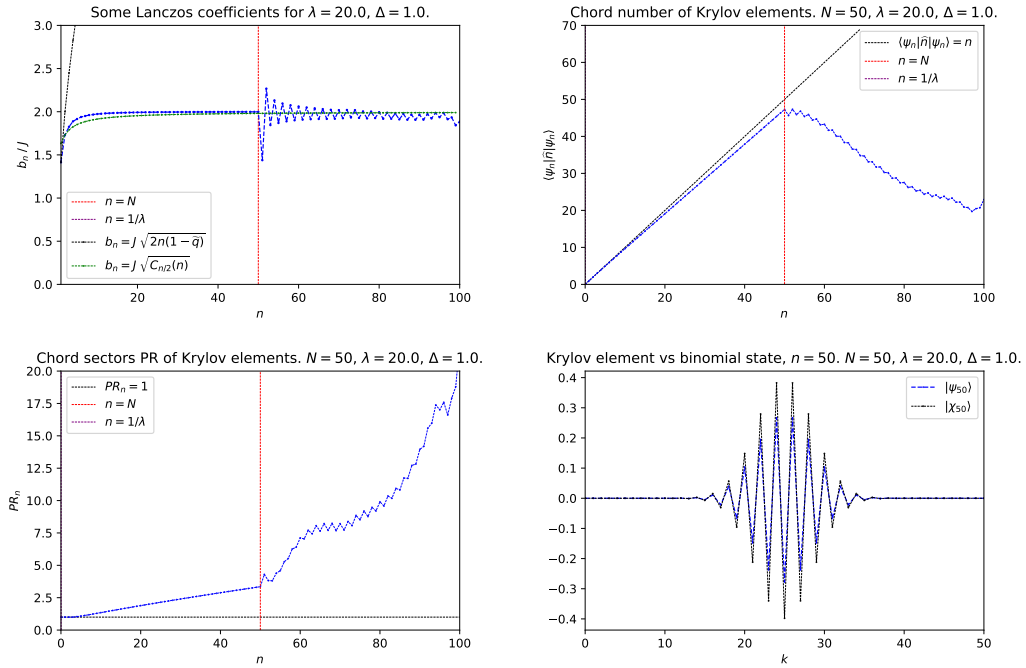 Some Lanczos coefficients for λ = 20.0, Δ = 1.0.
b_n / J
3.0
2.5
2.0
1.5
1.0
0.5
0.0
n = N
n = 1/λ
b_n = J √(2n(1 − q̃))
b_n = J √(C_{n/2}(n))
20 40 60 80 100
n
Chord number of Krylov elements. N = 50, λ = 20.0, Δ = 1.0.
⟨ψ_n|n̂|ψ_n⟩
70
60
50
40
30
20
10
0
⟨ψ_n|n̂|ψ_n⟩ = n
n = N
n = 1/λ
0 20 40 60 80 100
n
Chord sectors PR of Krylov elements. N = 50, λ = 20.0, Δ = 1.0.
PR_n
20.0
17.5
15.0
12.5
10.0
7.5
5.0
2.5
0.0
PR_n = 1
n = N
n = 1/λ
0 20 40 60 80 100
n
Krylov element vs binomial state, n = 50. N = 50, λ = 20.0, Δ = 1.0.
0.4
0.3
0.2
0.1
0.0
−0.1
−0.2
−0.3
−0.4
|ψ_50⟩
|χ_50⟩
0 10 20 30 40 50
k